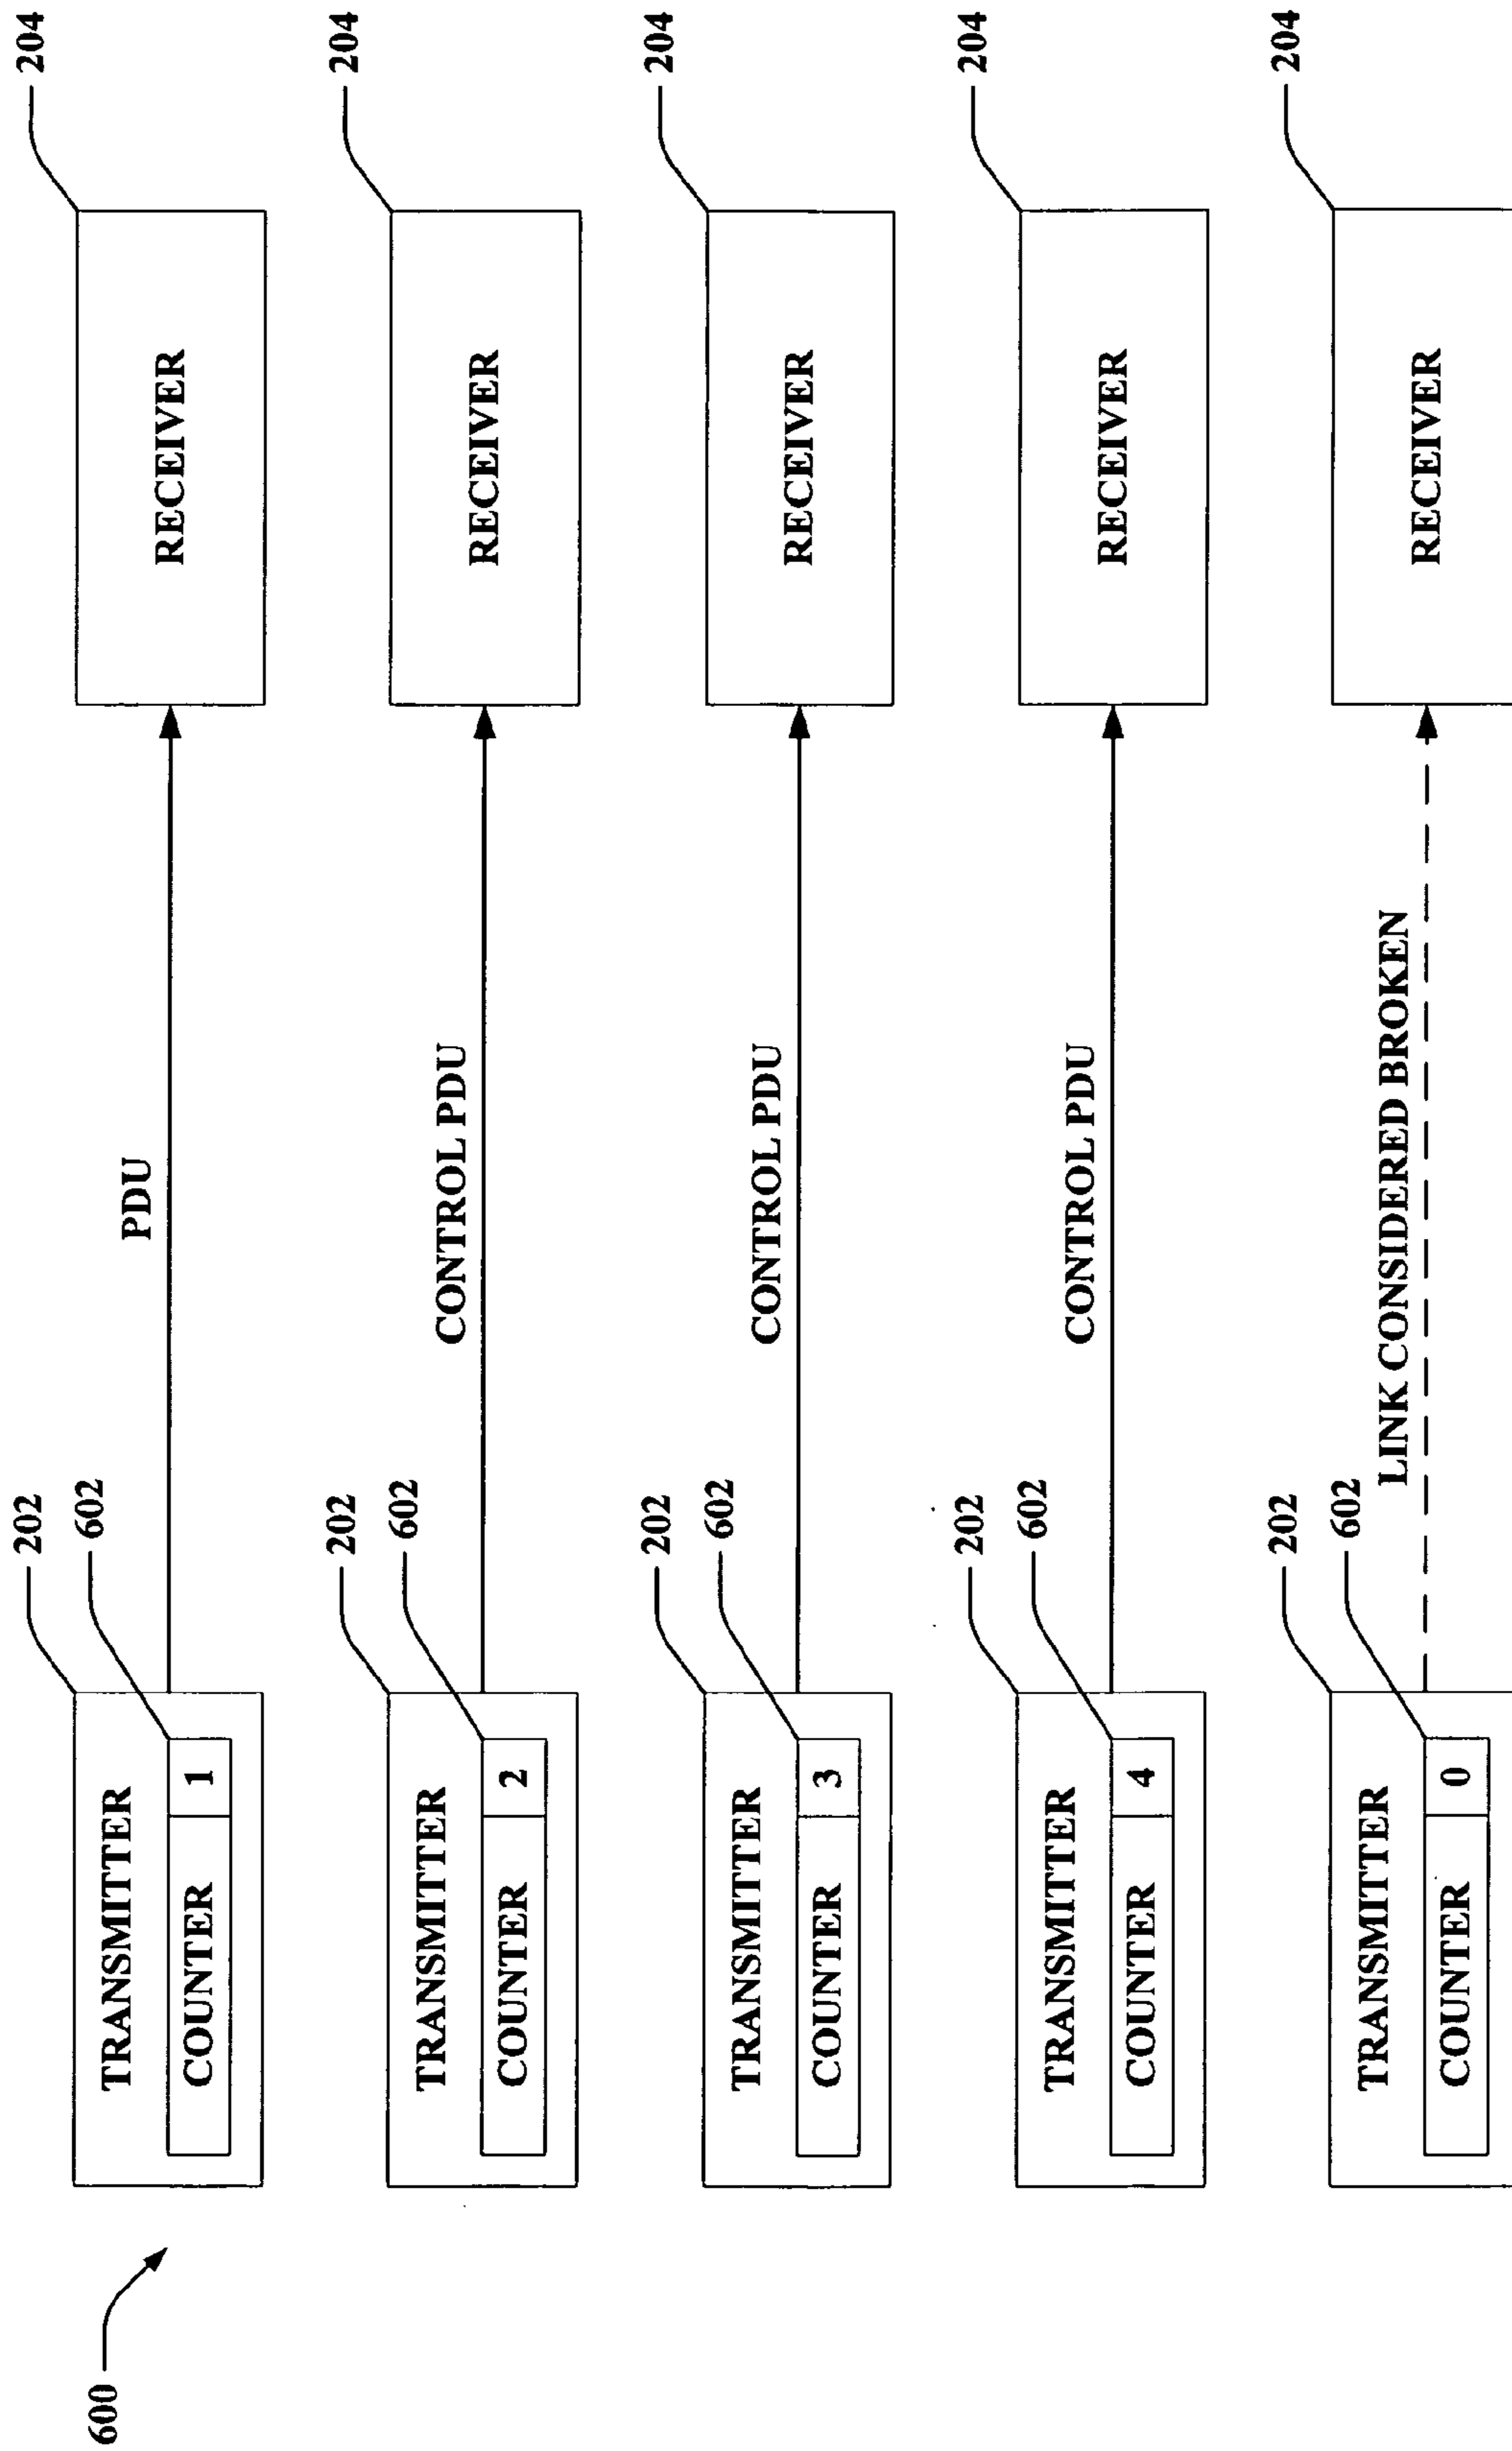 600
202
204
602
TRANSMITTER
PDU
RECEIVER
COUNTER 1
202
204
602
TRANSMITTER
CONTROL PDU
RECEIVER
COUNTER 2
202
204
602
TRANSMITTER
CONTROL PDU
RECEIVER
COUNTER 3
202
204
602
TRANSMITTER
CONTROL PDU
RECEIVER
COUNTER 4
202
204
602
TRANSMITTER
LINK CONSIDERED BROKEN
RECEIVER
COUNTER 0